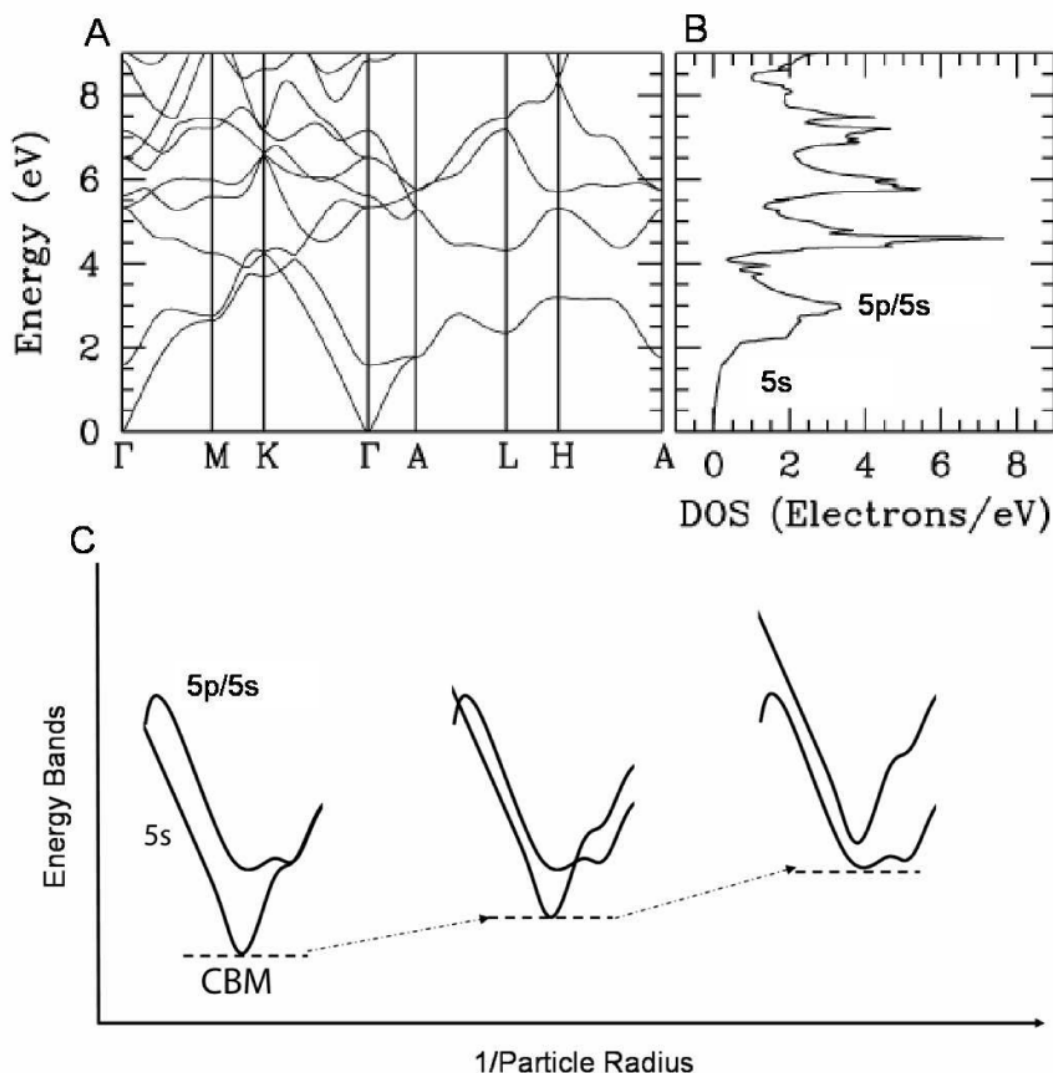 A
B
8
6
4
2
0
Energy (eV)
Γ M K Γ A L H A
5p/5s
5s
0 2 4 6 8
DOS (Electrons/eV)
C
5p/5s
5s
CBM
Energy Bands
1/Particle Radius